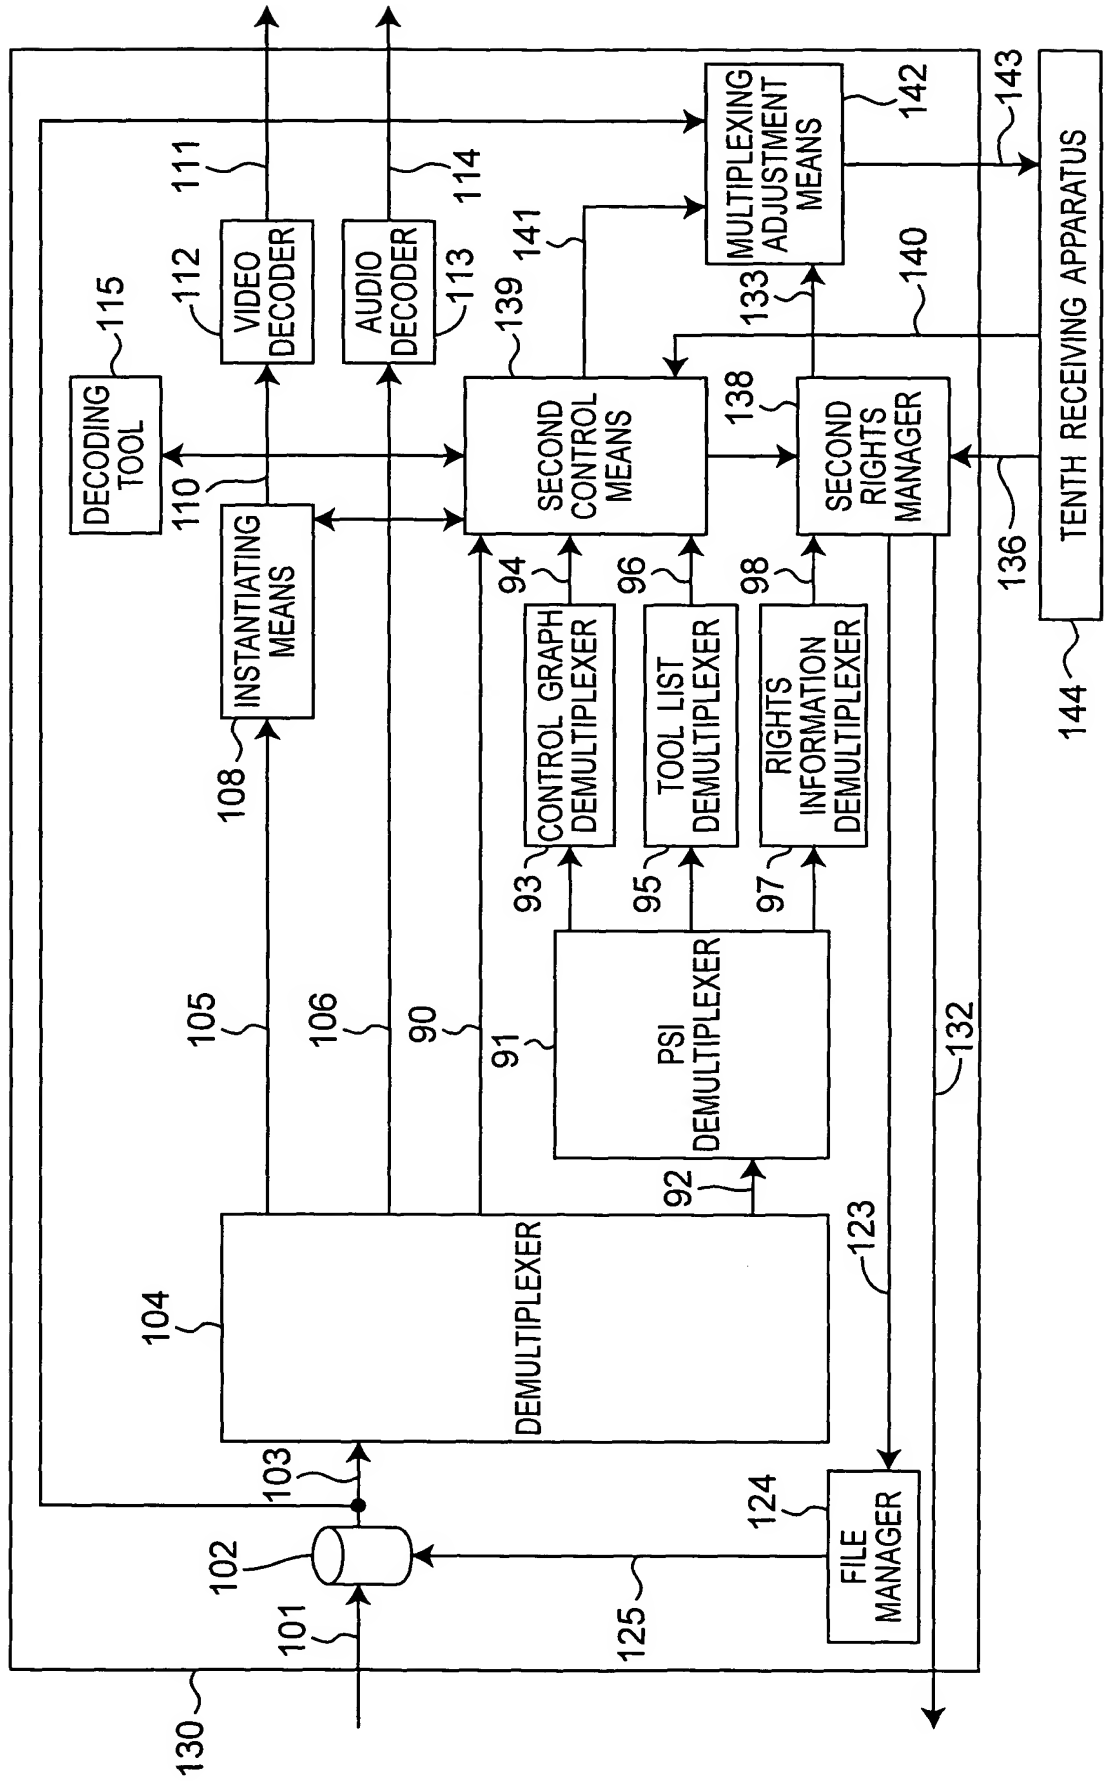 130
101
102
103
104
105
106
90
91
92
93
94
95
96
97
98
108
110
111
112
113
114
115
123
124
125
132
133
136
138
139
140
141
142
143
144
DECODING
TOOL
INSTANTIATING
MEANS
VIDEO
DECODER
AUDIO
DECODER
SECOND
CONTROL
MEANS
MULTIPLEXING
ADJUSTMENT
MEANS
SECOND
RIGHTS
MANAGER
CONTROL GRAPH
DEMULTIPLEXER
TOOL LIST
DEMULTIPLEXER
RIGHTS
INFORMATION
DEMULTIPLEXER
PSI
DEMULTIPLEXER
DEMULTIPLEXER
FILE
MANAGER
TENTH RECEIVING APPARATUS